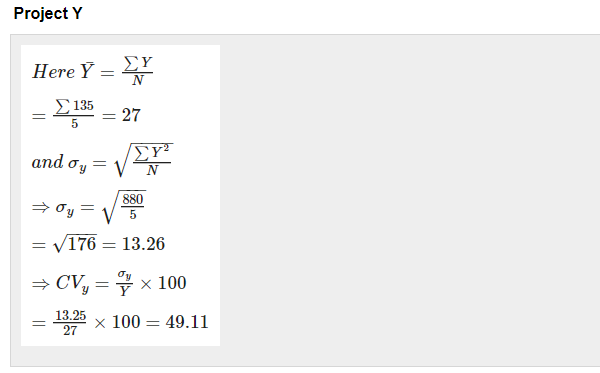 Project Y
Here Ȳ = ∑Y/N
= ∑135/5 = 27
and σy = √(∑Y²/N)
⇒ σy = √(880/5)
= √176 = 13.26
⇒ CVy = σy/Y × 100
= 13.25/27 × 100 = 49.11